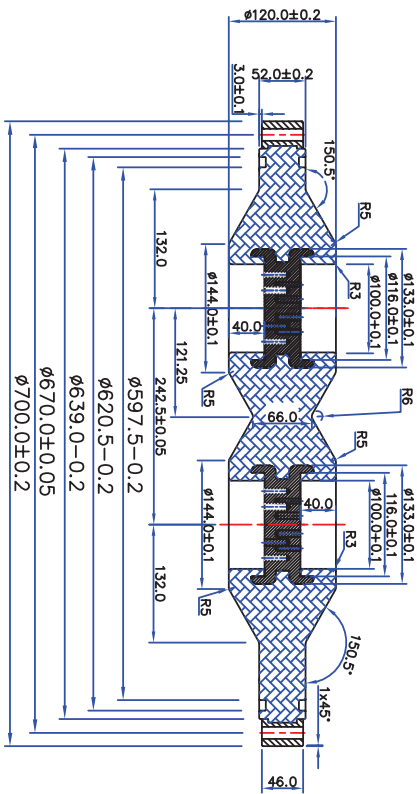 ø120.0±0.2
52.0±0.2
3.0±0.1
150.5°
R5
132.0
ø144.0±0.1
40.0
R3
ø100.0+0.1
ø116.0±0.1
ø133.0±0.1
121.25
R5
242.5±0.05
66.0
R6
R5
ø144.0±0.1
40.0
ø100.0+0.1
116.0±0.1
ø133.0±0.1
R3
R5
132.0
150.5°
1x45°
46.0
ø597.5-0.2
ø620.5-0.2
ø639.0-0.2
ø670.0±0.05
ø700.0±0.2